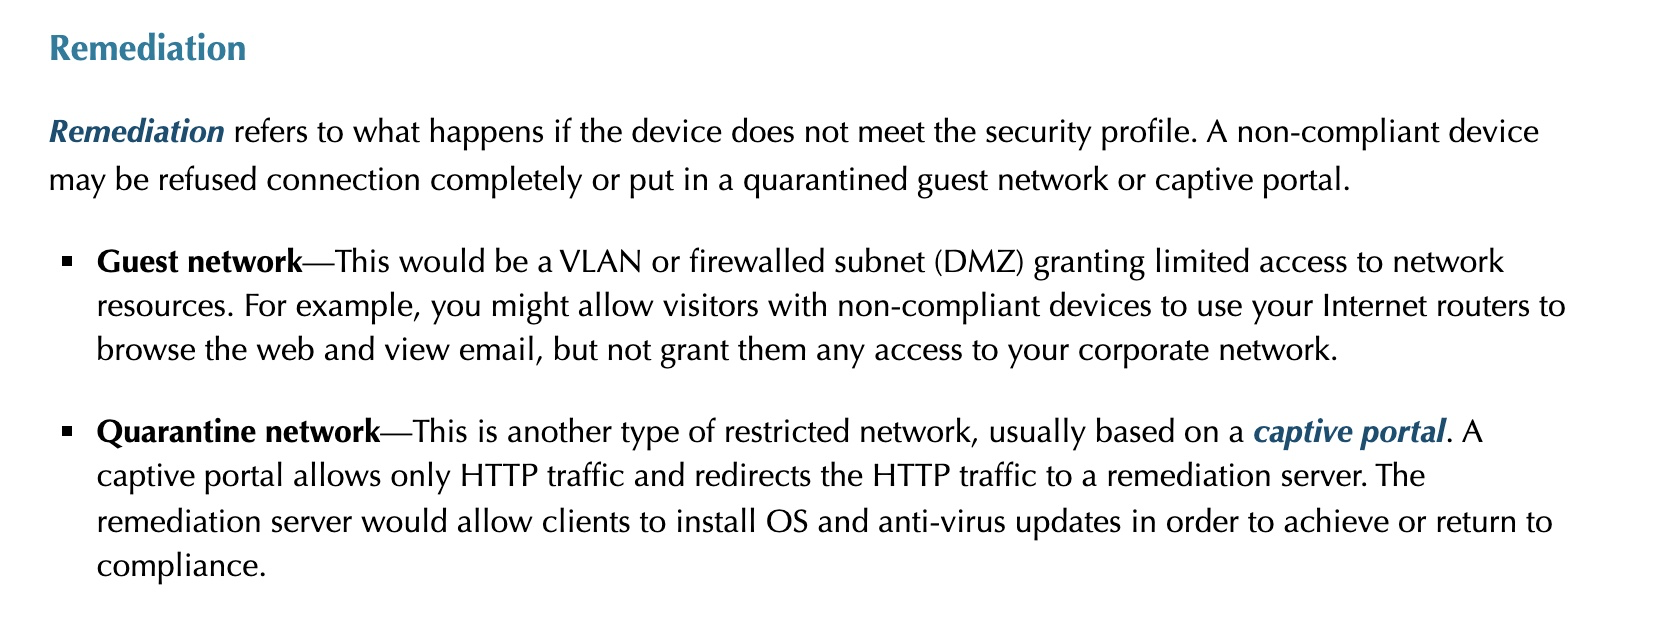 Remediation
Remediation refers to what happens if the device does not meet the security profile. A non-compliant device
may be refused connection completely or put in a quarantined guest network or captive portal.
▪ Guest network—This would be a VLAN or firewalled subnet (DMZ) granting limited access to network
resources. For example, you might allow visitors with non-compliant devices to use your Internet routers to
browse the web and view email, but not grant them any access to your corporate network.
▪ Quarantine network—This is another type of restricted network, usually based on a captive portal. A
captive portal allows only HTTP traffic and redirects the HTTP traffic to a remediation server. The
remediation server would allow clients to install OS and anti-virus updates in order to achieve or return to
compliance.